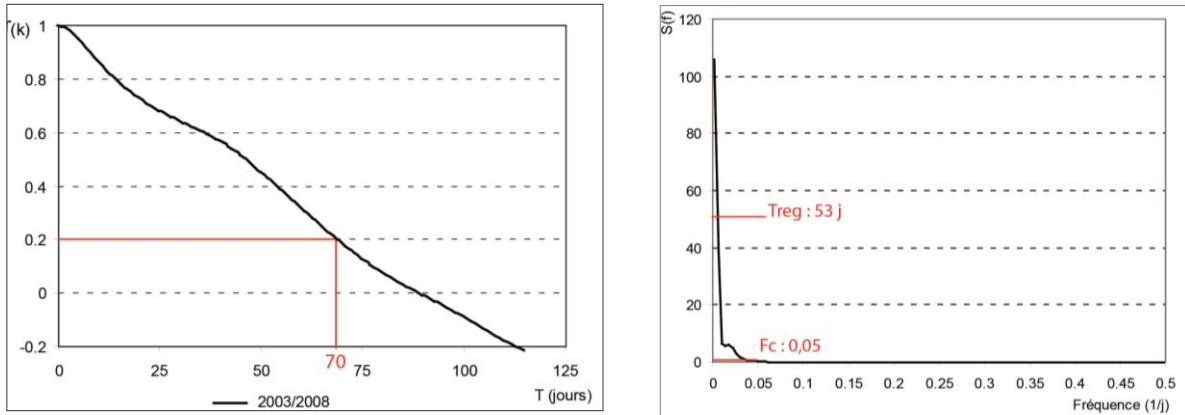 r(k)
1
0.8
0.6
0.4
0.2
0
-0.2
0 25 50 75 100 125
70
T (jours)
2003/2008
S(f)
120
100
80
60
40
20
0
Treg : 53 j
Fc : 0,05
0 0.05 0.1 0.15 0.2 0.25 0.3 0.35 0.4 0.45 0.5
Fréquence (1/j)